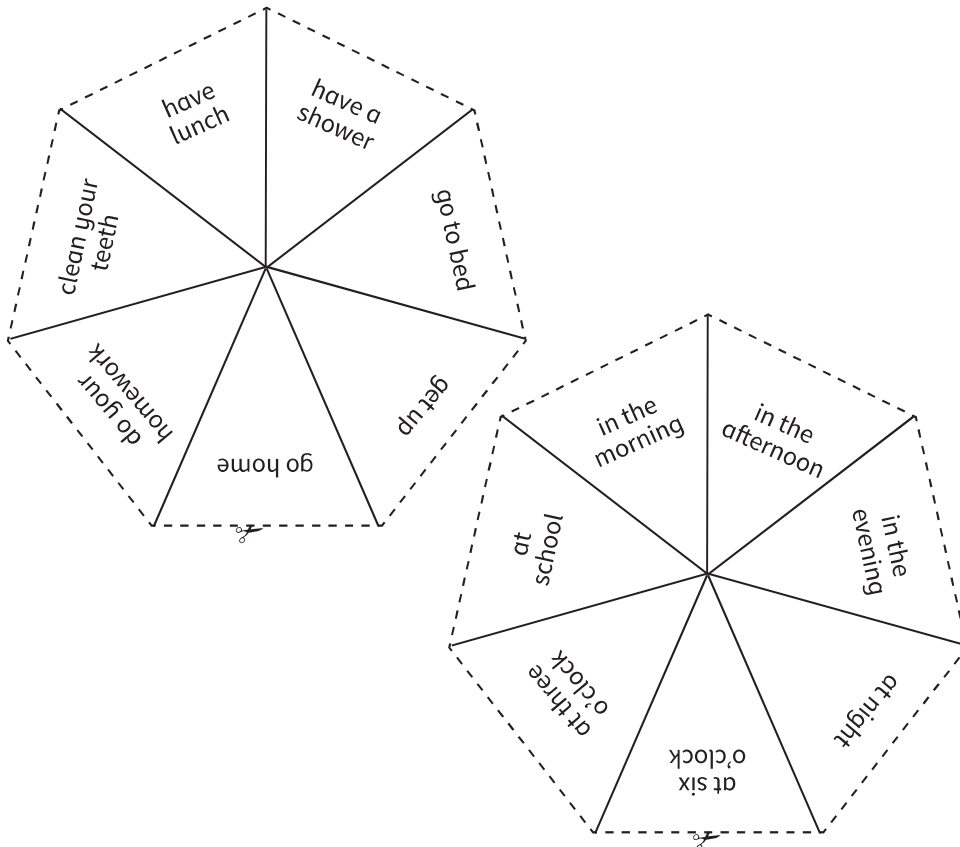 have
lunch
have a
shower
go to bed
get up
go home
do your
homework
clean your
teeth
in the
morning
in the
afternoon
in the
evening
at night
at six
o'clock
at three
o'clock
at
school